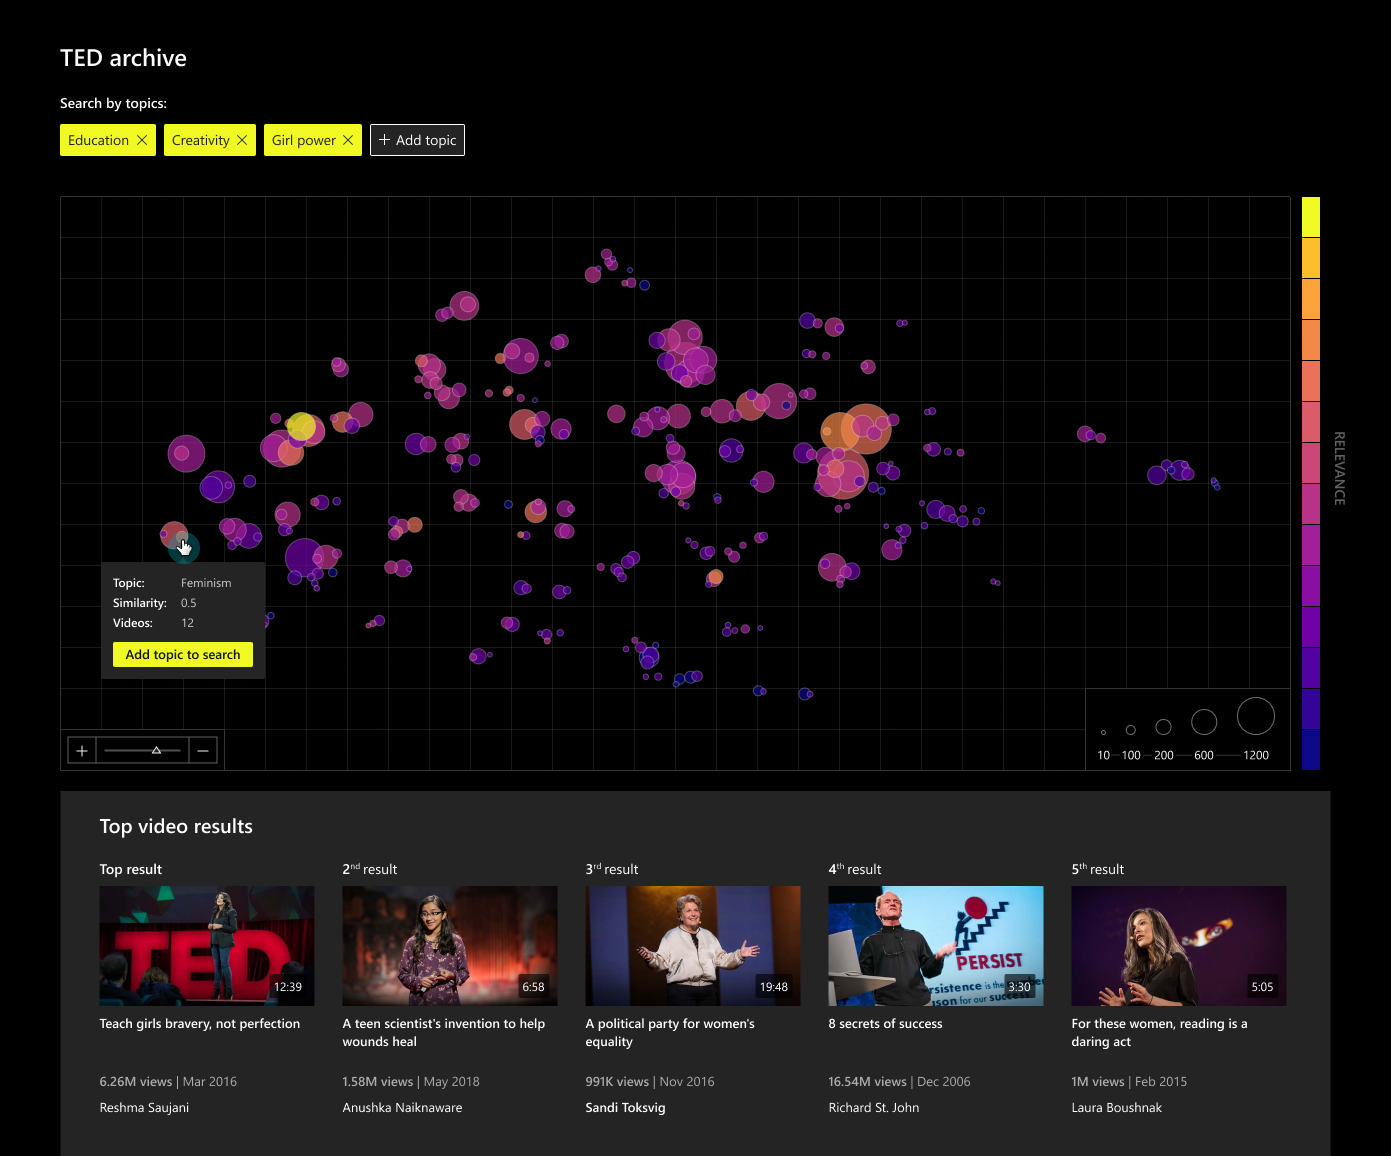 TED archive
Search by topics:
Education
Creativity
Girl power
+ Add topic
RELEVANCE
Topic: Feminism
Similarity: 0.5
Videos: 12
Add topic to search
10 100 200 600 1200
Top video results
Top result
2nd result
3rd result
4th result
5th result
TED
PERSIST
12:39
6:58
19:48
3:30
5:05
Teach girls bravery, not perfection
A teen scientist's invention to help
wounds heal
A political party for women's
equality
8 secrets of success
For these women, reading is a
daring act
6.26M views | Mar 2016
1.58M views | May 2018
991K views | Nov 2016
16.54M views | Dec 2006
1M views | Feb 2015
Reshma Saujani
Anushka Naiknaware
Sandi Toksvig
Richard St. John
Laura Boushnak